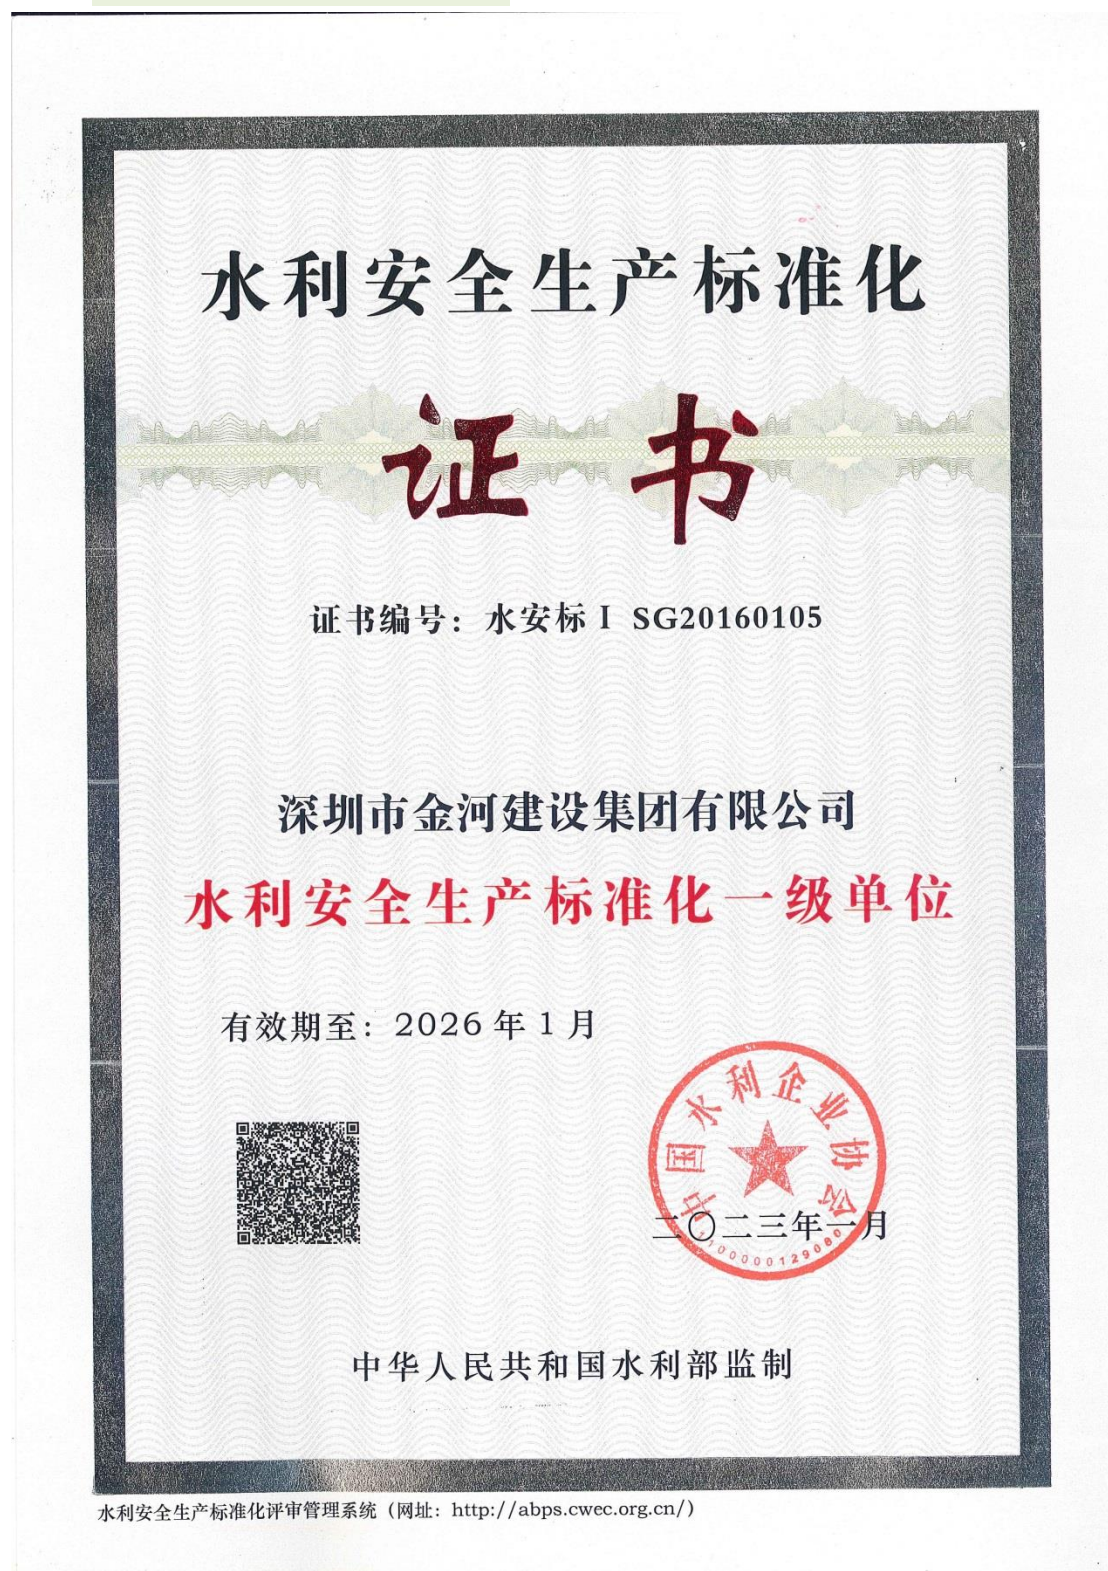 水利安全生产标准化
证书
证书编号：水安标Ⅰ SG20160105
深圳市金河建设集团有限公司
水利安全生产标准化一级单位
有效期至：2026年1月
中国水利企业协会
二〇二三年一月
1100000129080
中华人民共和国水利部监制
水利安全生产标准化评审管理系统（网址：http://abps.cwec.org.cn/）